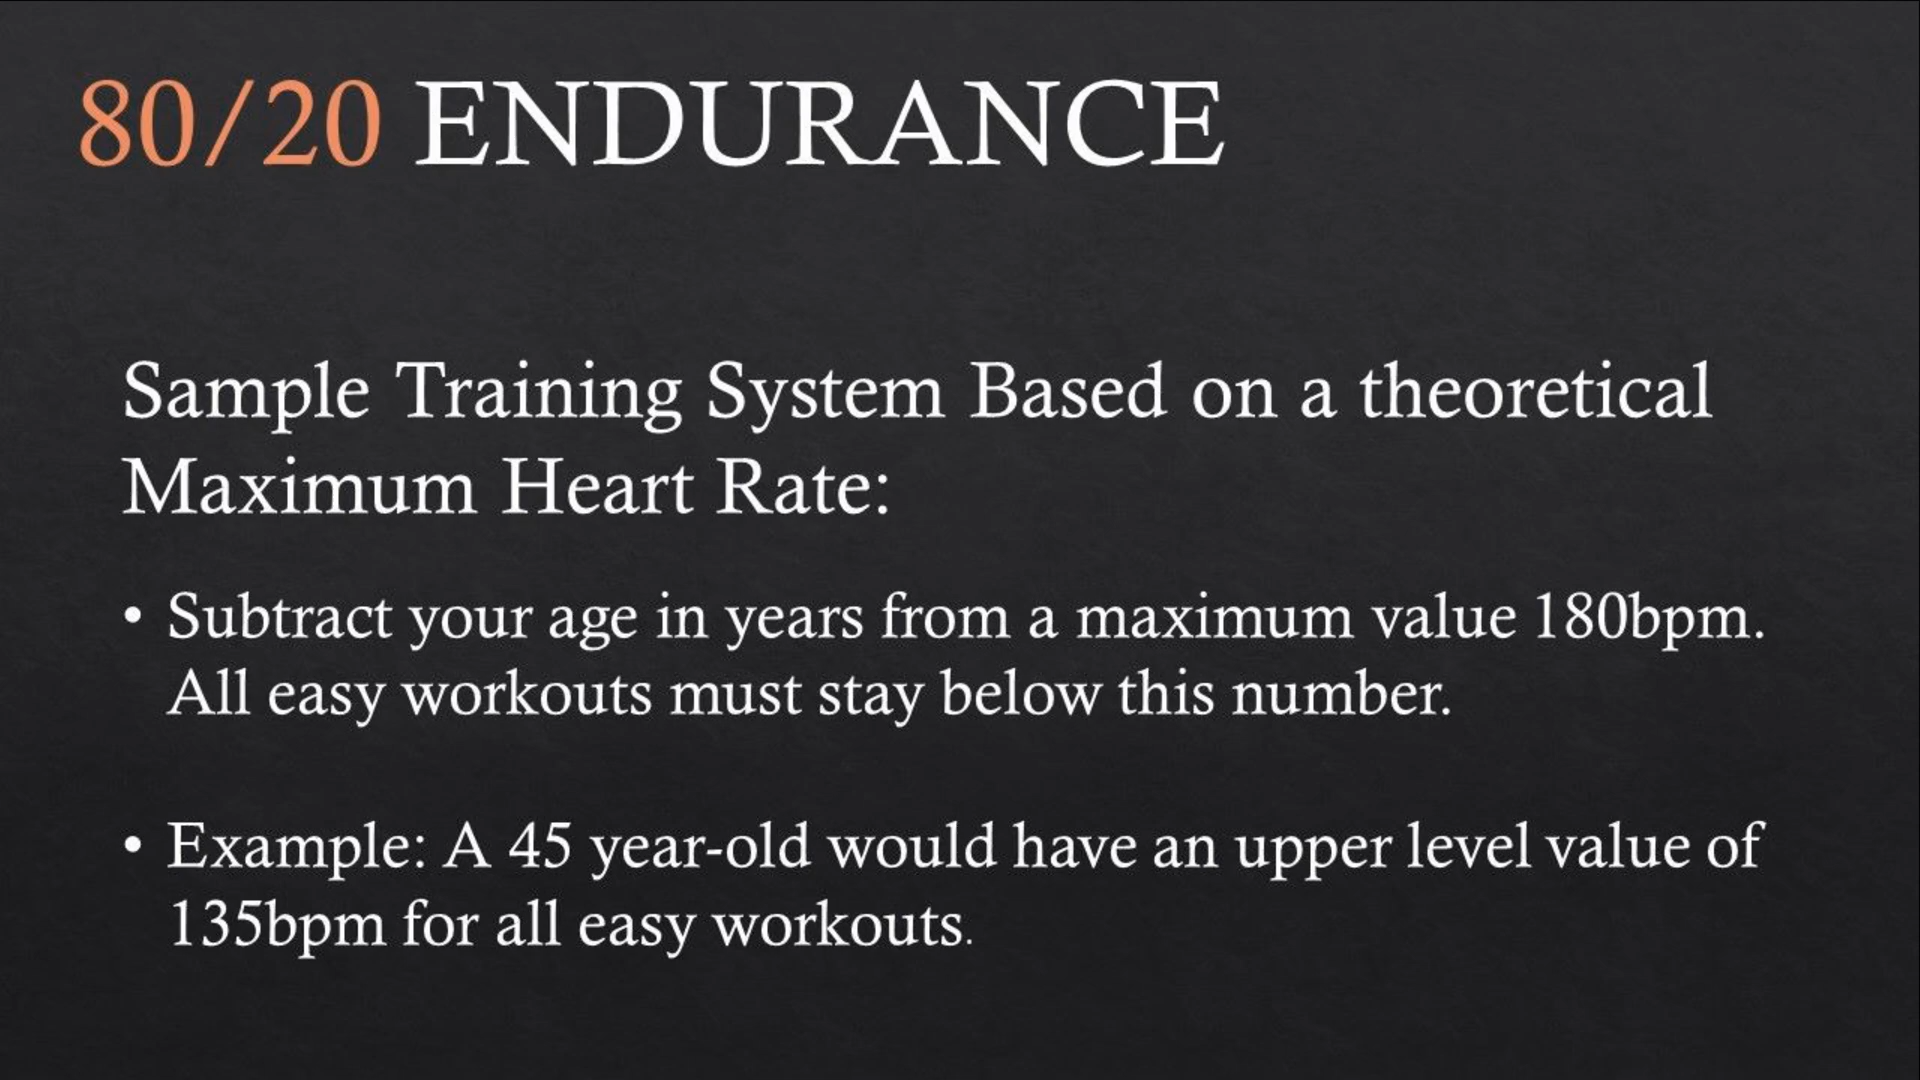 80/20 ENDURANCE
Sample Training System Based on a theoretical
Maximum Heart Rate:
• Subtract your age in years from a maximum value 180bpm.
All easy workouts must stay below this number.
• Example: A 45 year-old would have an upper level value of
135bpm for all easy workouts.